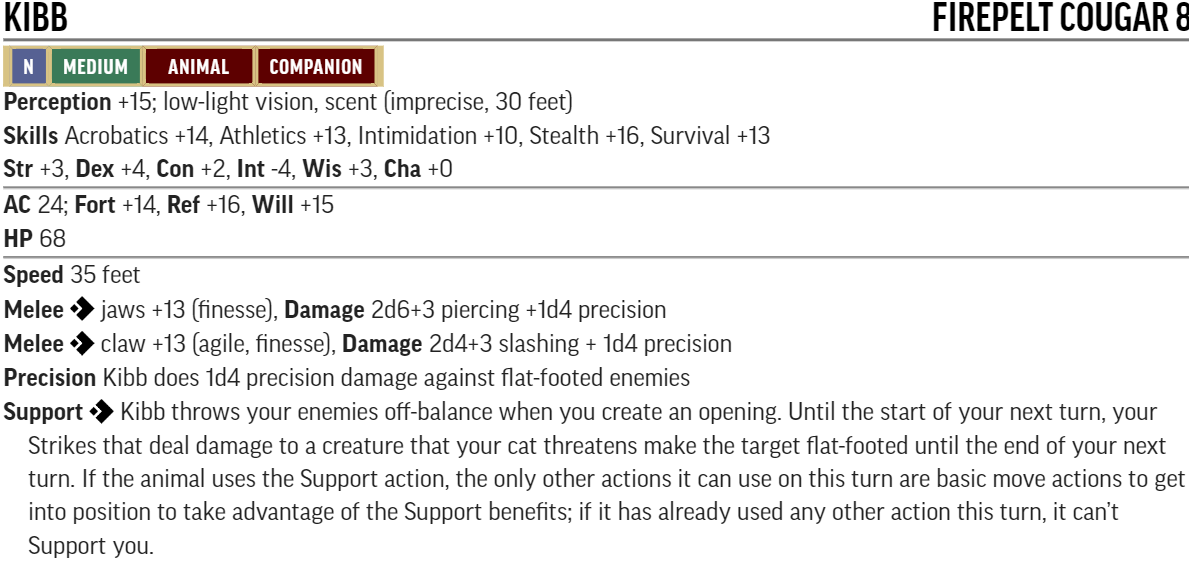 KIBB FIREPELT COUGAR 8
N MEDIUM ANIMAL COMPANION
Perception +15; low-light vision, scent (imprecise, 30 feet)
Skills Acrobatics +14, Athletics +13, Intimidation +10, Stealth +16, Survival +13
Str +3, Dex +4, Con +2, Int -4, Wis +3, Cha +0
AC 24; Fort +14, Ref +16, Will +15
HP 68
Speed 35 feet
Melee jaws +13 (finesse), Damage 2d6+3 piercing +1d4 precision
Melee claw +13 (agile, finesse), Damage 2d4+3 slashing + 1d4 precision
Precision Kibb does 1d4 precision damage against flat-footed enemies
Support Kibb throws your enemies off-balance when you create an opening. Until the start of your next turn, your
Strikes that deal damage to a creature that your cat threatens make the target flat-footed until the end of your next
turn. If the animal uses the Support action, the only other actions it can use on this turn are basic move actions to get
into position to take advantage of the Support benefits; if it has already used any other action this turn, it can't
Support you.